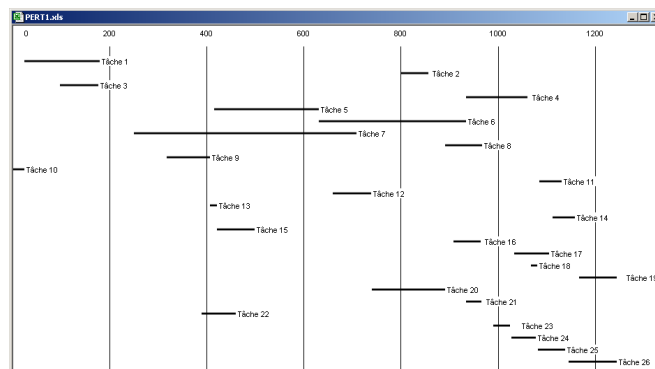 PERT1.xds
0 200 400 600 800 1000 1200
Tâche 1
Tâche 2
Tâche 3
Tâche 4
Tâche 5
Tâche 6
Tâche 7
Tâche 8
Tâche 9
Tâche 10
Tâche 11
Tâche 12
Tâche 13
Tâche 14
Tâche 15
Tâche 16
Tâche 17
Tâche 18
Tâche 19
Tâche 20
Tâche 21
Tâche 22
Tâche 23
Tâche 24
Tâche 25
Tâche 26